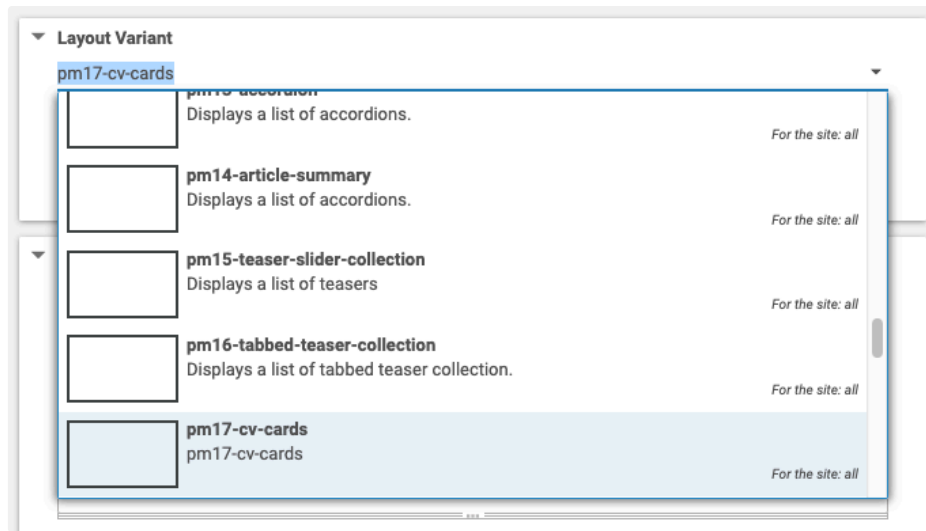 Layout Variant
pm17-cv-cards
pm13-accordion
Displays a list of accordions.
For the site: all
pm14-article-summary
Displays a list of accordions.
For the site: all
pm15-teaser-slider-collection
Displays a list of teasers
For the site: all
pm16-tabbed-teaser-collection
Displays a list of tabbed teaser collection.
For the site: all
pm17-cv-cards
pm17-cv-cards
For the site: all